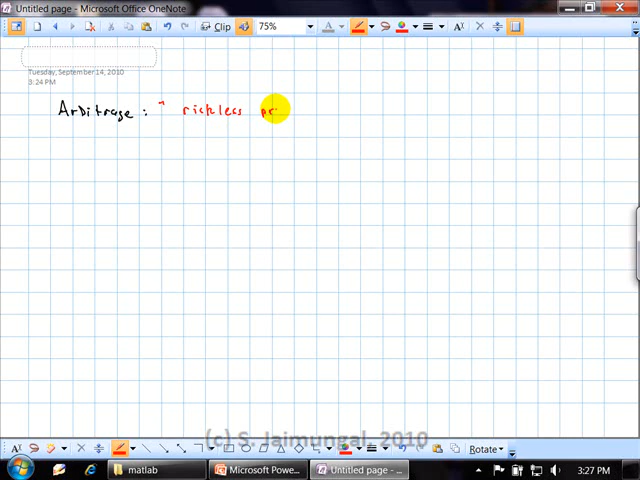 Untitled page - Microsoft Office OneNote
75%
Clip
Tuesday, September 14, 2010
3:24 PM
Arbitrage : " riskless pr
(c) S. Jaimungal, 2010
Rotate
matlab
Microsoft Powe...
Untitled page - ...
3:27 PM